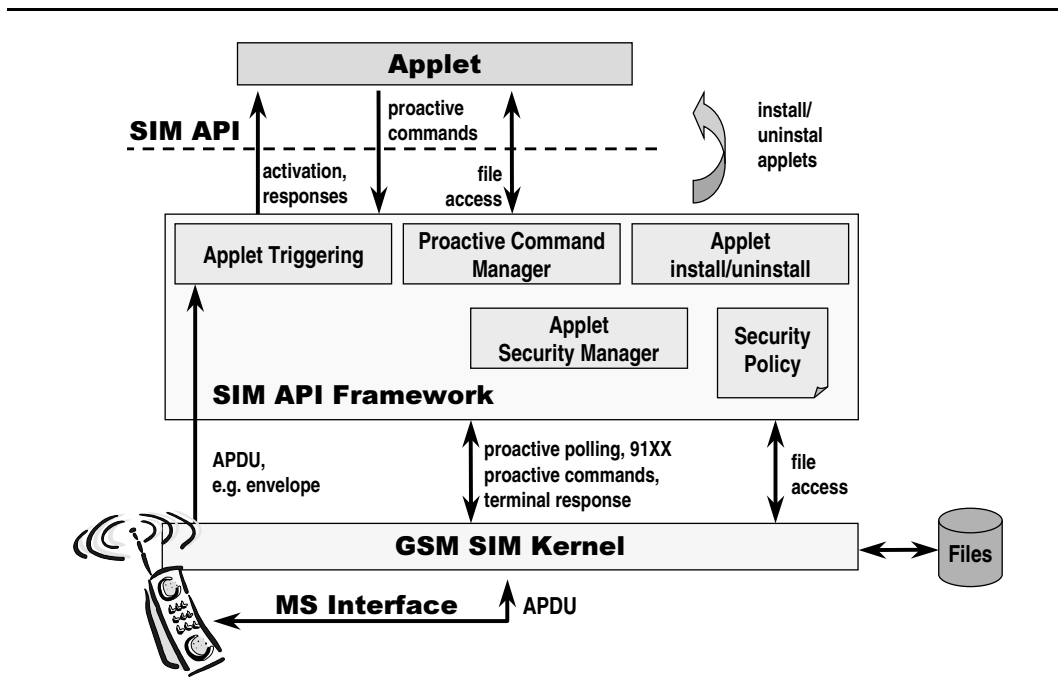 Applet
proactive
commands
install/
uninstal
applets
SIM API
activation,
responses
file
access
Applet Triggering
Proactive Command
Manager
Applet
install/uninstall
Applet
Security Manager
Security
Policy
SIM API Framework
APDU,
e.g. envelope
proactive polling, 91XX
proactive commands,
terminal response
file
access
GSM SIM Kernel
Files
MS Interface
APDU